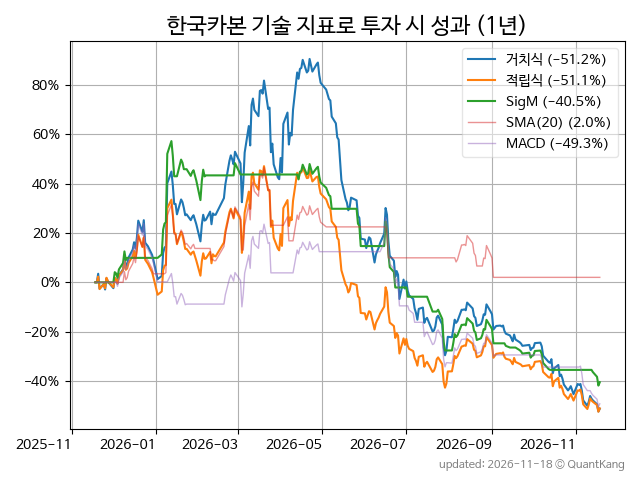 한국카본 기술 지표로 투자 시 성과 (1년)
거치식 (−51.2%)
적립식 (−51.1%)
SigM (−40.5%)
SMA(20) (2.0%)
MACD (−49.3%)
80%
60%
40%
20%
0%
−20%
−40%
2025-11 2026-01 2026-03 2026-05 2026-07 2026-09 2026-11
updated: 2026-11-18 © QuantKang